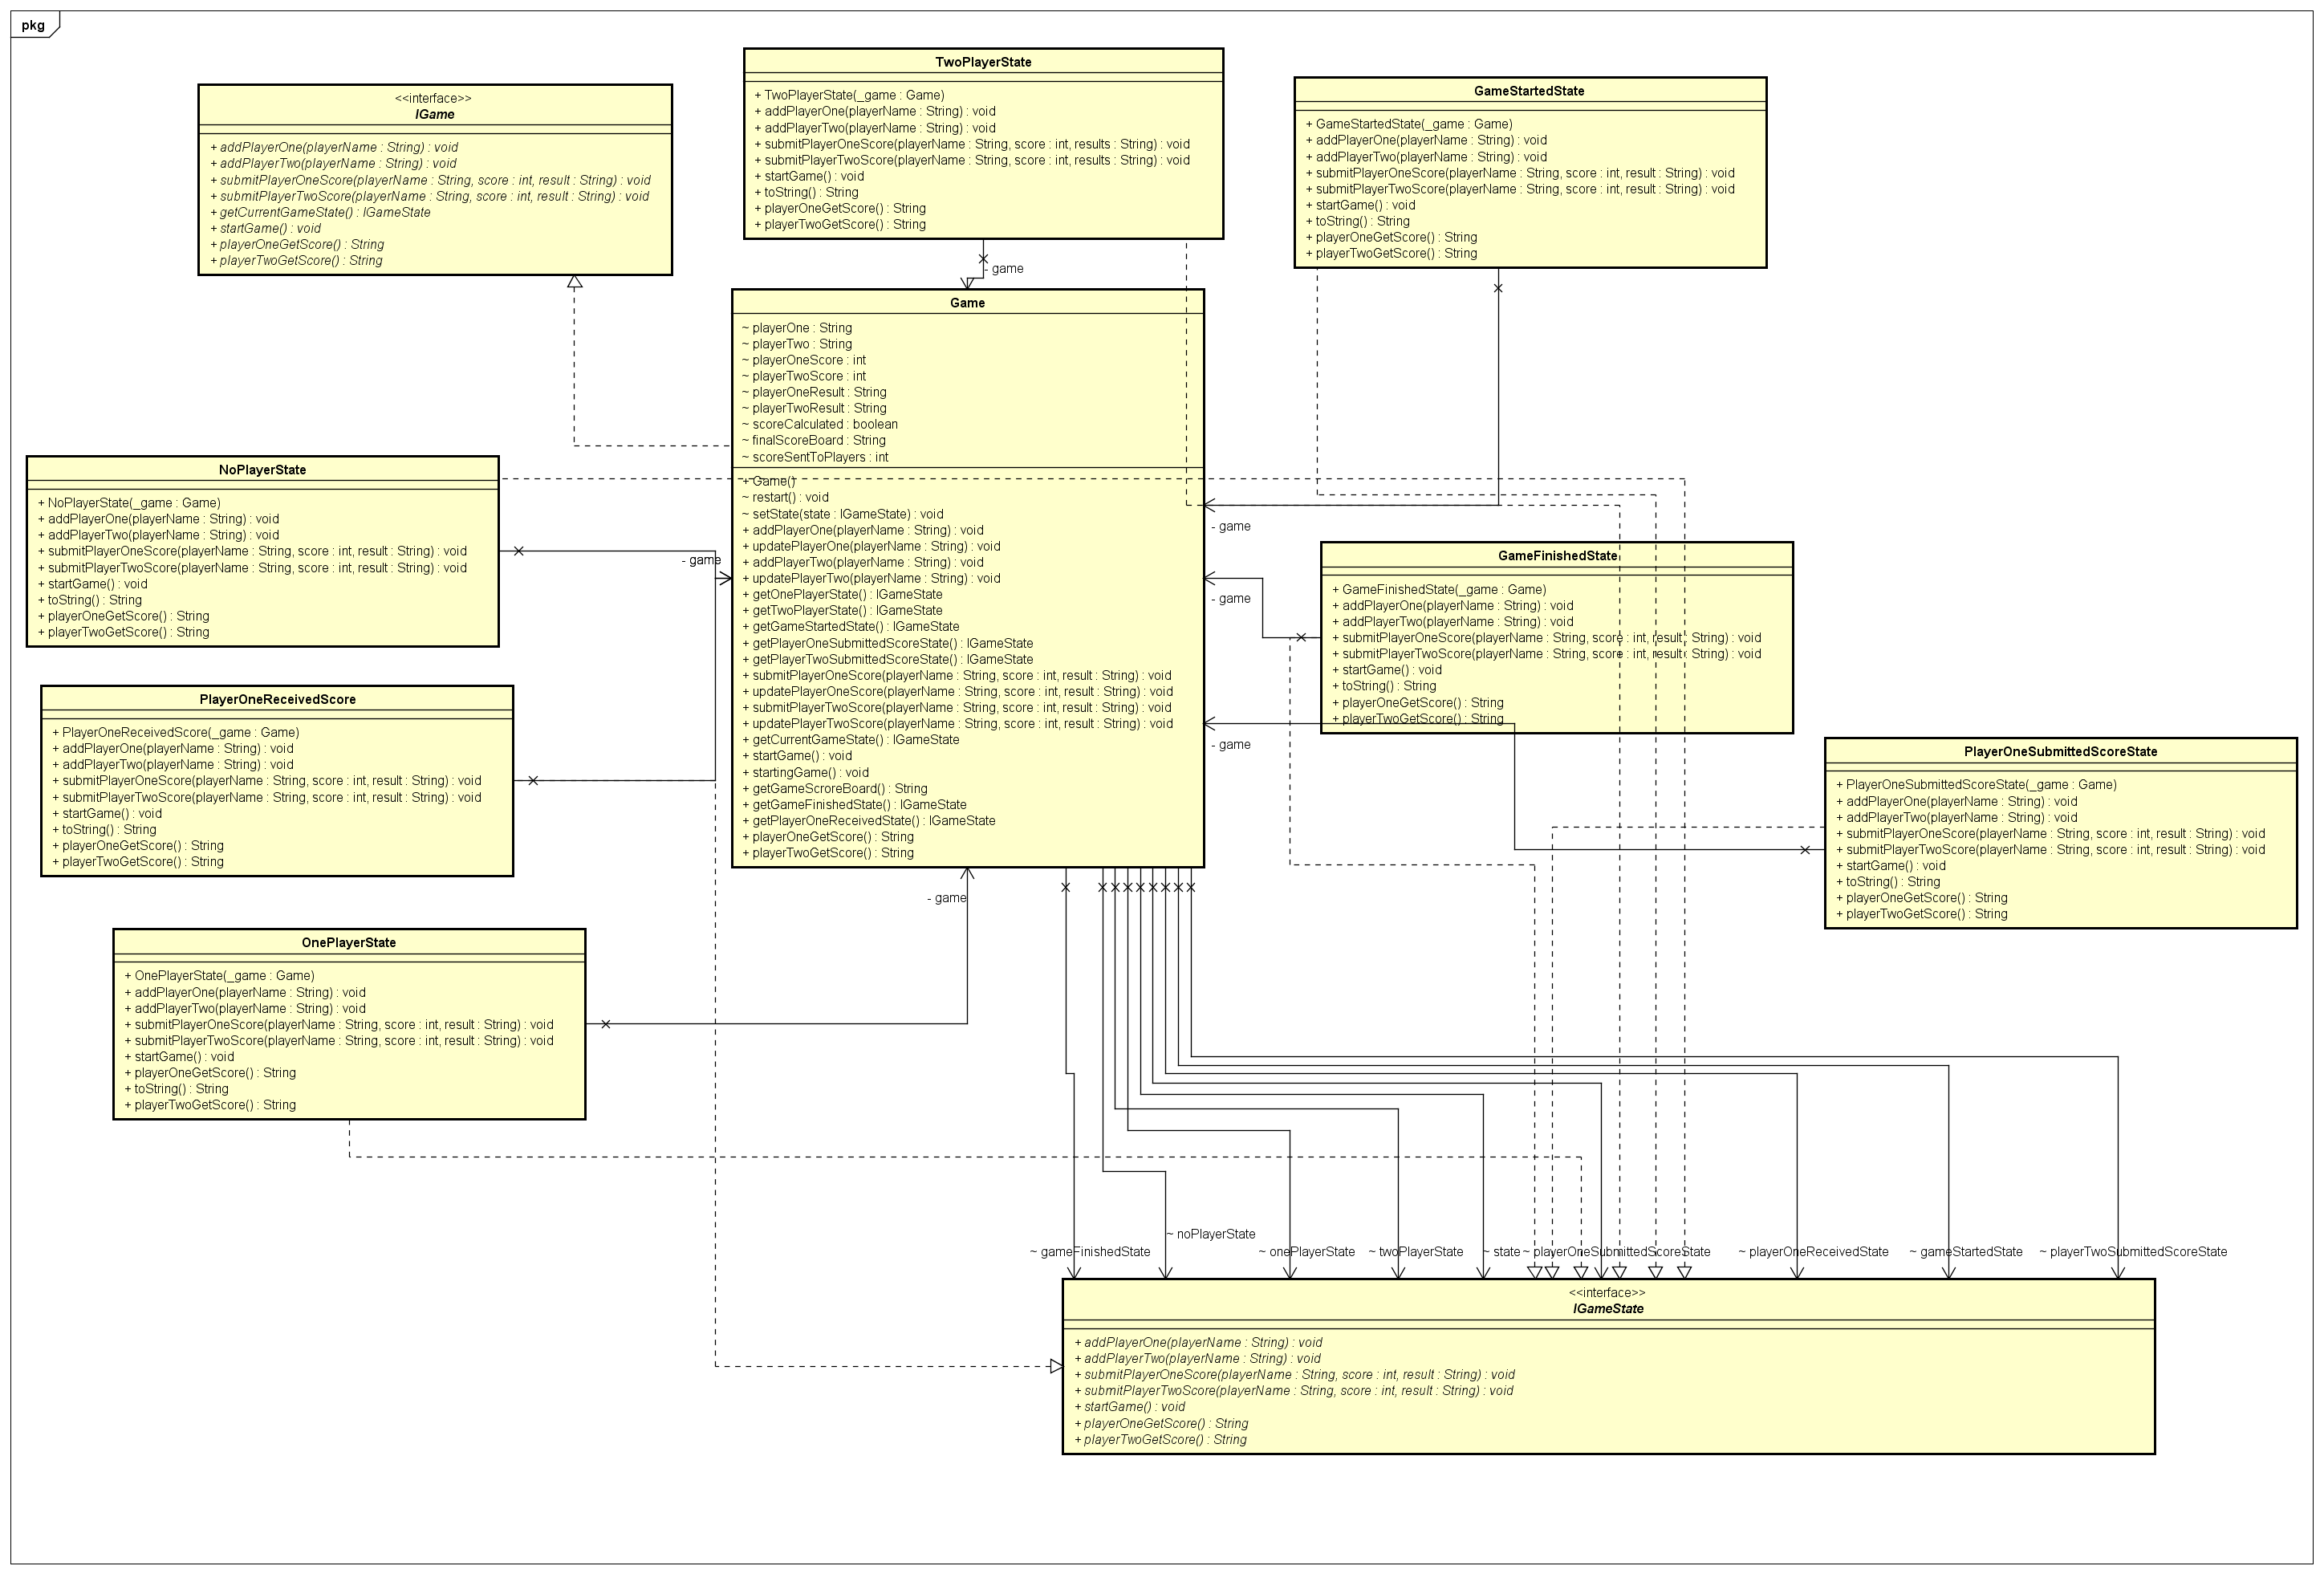 pkg
<<interface>>
IGame
+ addPlayerOne(playerName : String) : void
+ addPlayerTwo(playerName : String) : void
+ submitPlayerOneScore(playerName : String, score : int, result : String) : void
+ submitPlayerTwoScore(playerName : String, score : int, result : String) : void
+ getCurrentGameState() : IGameState
+ startGame() : void
+ playerOneGetScore() : String
+ playerTwoGetScore() : String
TwoPlayerState
+ TwoPlayerState(_game : Game)
+ addPlayerOne(playerName : String) : void
+ addPlayerTwo(playerName : String) : void
+ submitPlayerOneScore(playerName : String, score : int, results : String) : void
+ submitPlayerTwoScore(playerName : String, score : int, results : String) : void
+ startGame() : void
+ toString() : String
+ playerOneGetScore() : String
+ playerTwoGetScore() : String
GameStartedState
+ GameStartedState(_game : Game)
+ addPlayerOne(playerName : String) : void
+ addPlayerTwo(playerName : String) : void
+ submitPlayerOneScore(playerName : String, score : int, result : String) : void
+ submitPlayerTwoScore(playerName : String, score : int, result : String) : void
+ startGame() : void
+ toString() : String
+ playerOneGetScore() : String
+ playerTwoGetScore() : String
- game
Game
~ playerOne : String
~ playerTwo : String
~ playerOneScore : int
~ playerTwoScore : int
~ playerOneResult : String
~ playerTwoResult : String
~ scoreCalculated : boolean
~ finalScoreBoard : String
~ scoreSentToPlayers : int
+ Game()
~ restart() : void
~ setState(state : IGameState) : void
+ addPlayerOne(playerName : String) : void
+ updatePlayerOne(playerName : String) : void
+ addPlayerTwo(playerName : String) : void
+ updatePlayerTwo(playerName : String) : void
+ getOnePlayerState() : IGameState
+ getTwoPlayerState() : IGameState
+ getGameStartedState() : IGameState
+ getPlayerOneSubmittedScoreState() : IGameState
+ getPlayerTwoSubmittedScoreState() : IGameState
+ submitPlayerOneScore(playerName : String, score : int, result : String) : void
+ updatePlayerOneScore(playerName : String, score : int, result : String) : void
+ submitPlayerTwoScore(playerName : String, score : int, result : String) : void
+ updatePlayerTwoScore(playerName : String, score : int, result : String) : void
+ getCurrentGameState() : IGameState
+ startGame() : void
+ startingGame() : void
+ getGameScroreBoard() : String
+ getGameFinishedState() : IGameState
+ getPlayerOneReceivedState() : IGameState
+ playerOneGetScore() : String
+ playerTwoGetScore() : String
NoPlayerState
+ NoPlayerState(_game : Game)
+ addPlayerOne(playerName : String) : void
+ addPlayerTwo(playerName : String) : void
+ submitPlayerOneScore(playerName : String, score : int, result : String) : void
+ submitPlayerTwoScore(playerName : String, score : int, result : String) : void
+ startGame() : void
+ toString() : String
+ playerOneGetScore() : String
+ playerTwoGetScore() : String
- game
- game
- game
- game
GameFinishedState
+ GameFinishedState(_game : Game)
+ addPlayerOne(playerName : String) : void
+ addPlayerTwo(playerName : String) : void
+ submitPlayerOneScore(playerName : String, score : int, result : String) : void
+ submitPlayerTwoScore(playerName : String, score : int, result : String) : void
+ startGame() : void
+ toString() : String
+ playerOneGetScore() : String
+ playerTwoGetScore() : String
PlayerOneReceivedScore
+ PlayerOneReceivedScore(_game : Game)
+ addPlayerOne(playerName : String) : void
+ addPlayerTwo(playerName : String) : void
+ submitPlayerOneScore(playerName : String, score : int, result : String) : void
+ submitPlayerTwoScore(playerName : String, score : int, result : String) : void
+ startGame() : void
+ toString() : String
+ playerOneGetScore() : String
+ playerTwoGetScore() : String
PlayerOneSubmittedScoreState
+ PlayerOneSubmittedScoreState(_game : Game)
+ addPlayerOne(playerName : String) : void
+ addPlayerTwo(playerName : String) : void
+ submitPlayerOneScore(playerName : String, score : int, result : String) : void
+ submitPlayerTwoScore(playerName : String, score : int, result : String) : void
+ startGame() : void
+ toString() : String
+ playerOneGetScore() : String
+ playerTwoGetScore() : String
- game
OnePlayerState
+ OnePlayerState(_game : Game)
+ addPlayerOne(playerName : String) : void
+ addPlayerTwo(playerName : String) : void
+ submitPlayerOneScore(playerName : String, score : int, result : String) : void
+ submitPlayerTwoScore(playerName : String, score : int, result : String) : void
+ startGame() : void
+ playerOneGetScore() : String
+ toString() : String
+ playerTwoGetScore() : String
~ noPlayerState
~ gameFinishedState
~ onePlayerState
~ twoPlayerState
~ state
~ playerOneSubmittedScoreState
~ playerOneReceivedState
~ gameStartedState
~ playerTwoSubmittedScoreState
<<interface>>
IGameState
+ addPlayerOne(playerName : String) : void
+ addPlayerTwo(playerName : String) : void
+ submitPlayerOneScore(playerName : String, score : int, result : String) : void
+ submitPlayerTwoScore(playerName : String, score : int, result : String) : void
+ startGame() : void
+ playerOneGetScore() : String
+ playerTwoGetScore() : String